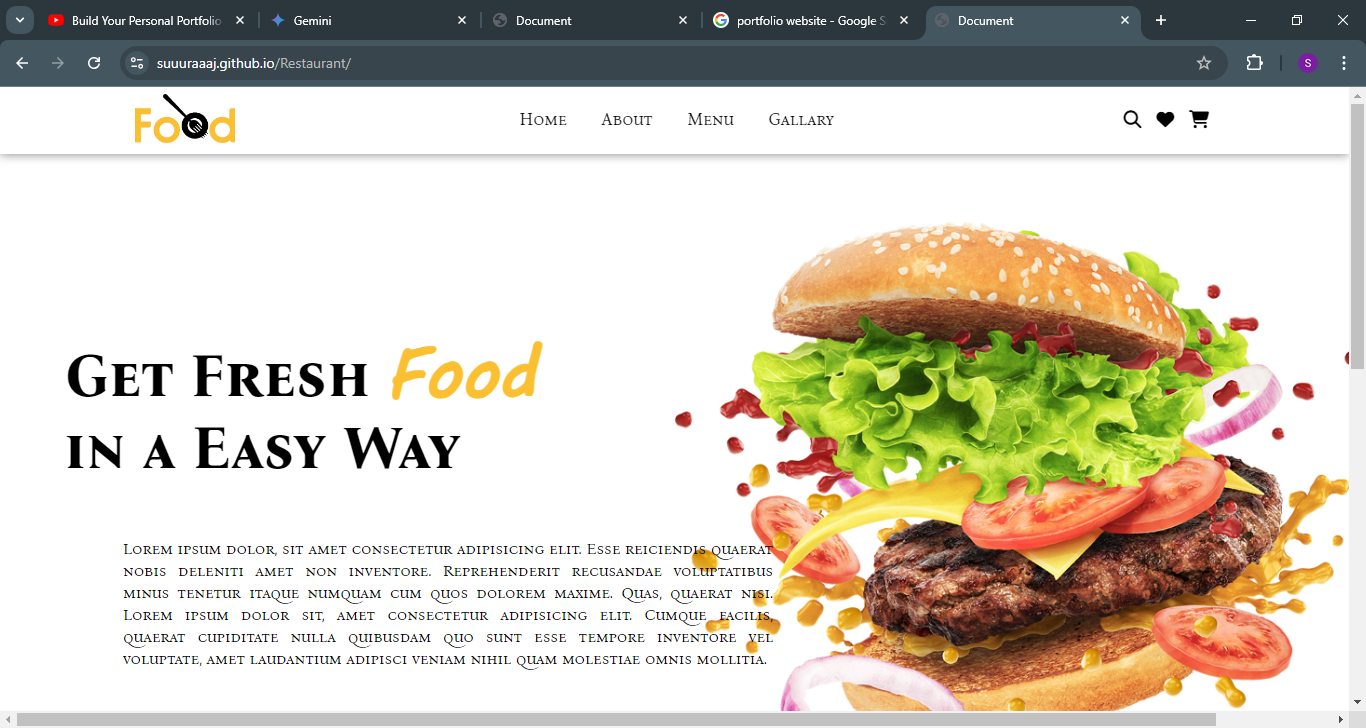 Build Your Personal Portfolio
Gemini
Document
portfolio website - Google S
Document
suuuraaaj.github.io/Restaurant/
S
Food
Home About Menu Gallary
Get Fresh Food
in a Easy Way
Lorem ipsum dolor, sit amet consectetur adipisicing elit. Esse reiciendis quaerat
nobis deleniti amet non inventore. Reprehenderit recusandae voluptatibus
minus tenetur itaque numquam cum quos dolorem maxime. Quas, quaerat nisi.
Lorem ipsum dolor sit, amet consectetur adipisicing elit. Cumque facilis,
quaerat cupiditate nulla quibusdam quo sunt esse tempore inventore vel
voluptate, amet laudantium adipisci veniam nihil quam molestiae omnis mollitia.